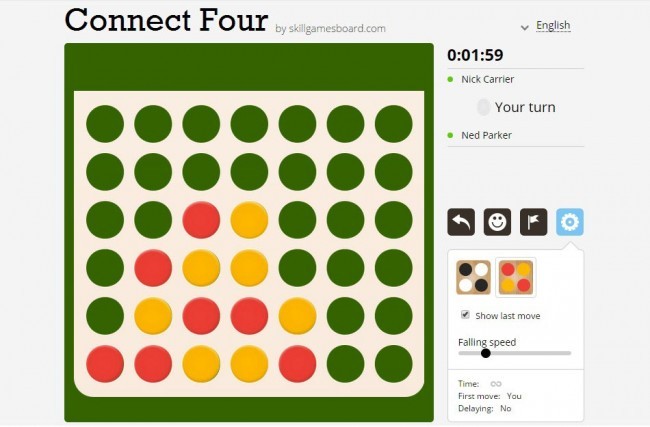 Connect Four by skillgamesboard.com
English
0:01:59
Nick Carrier
Your turn
Ned Parker
Show last move
Falling speed
Time: ∞
First move: You
Delaying: No